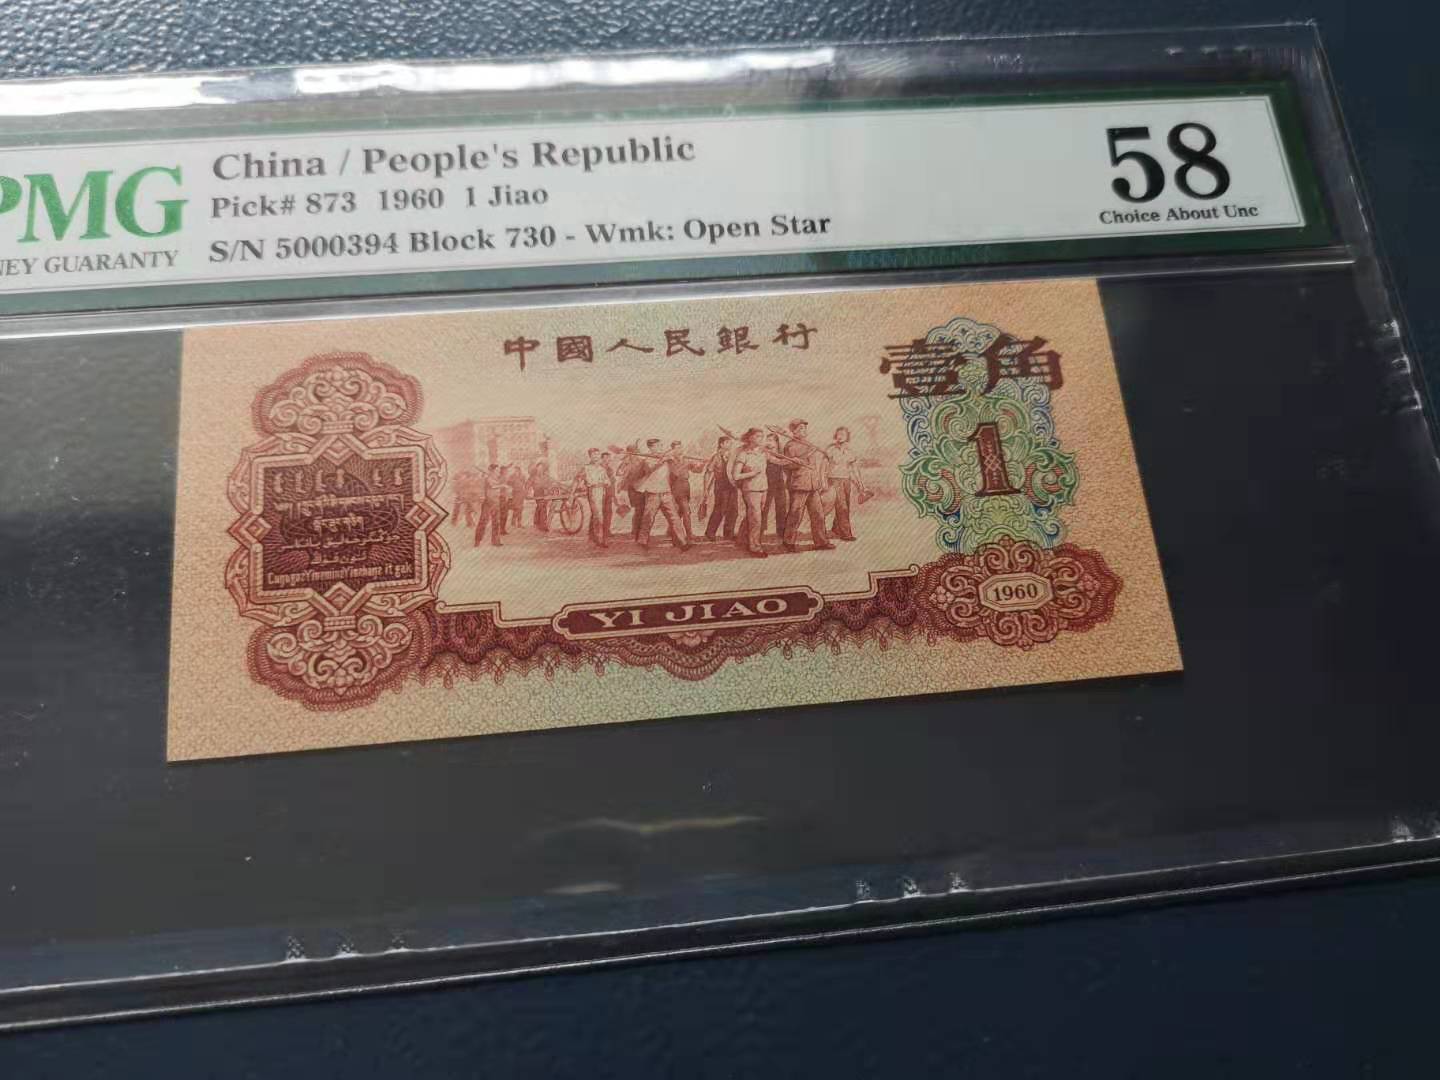 PMG
China / People's Republic
Pick# 873 1960 1 Jiao
S/N 5000394 Block 730 - Wmk: Open Star
NEY GUARANTY
58
Choice About Unc
中國人民銀行
壹角
1
YI JIAO
1960